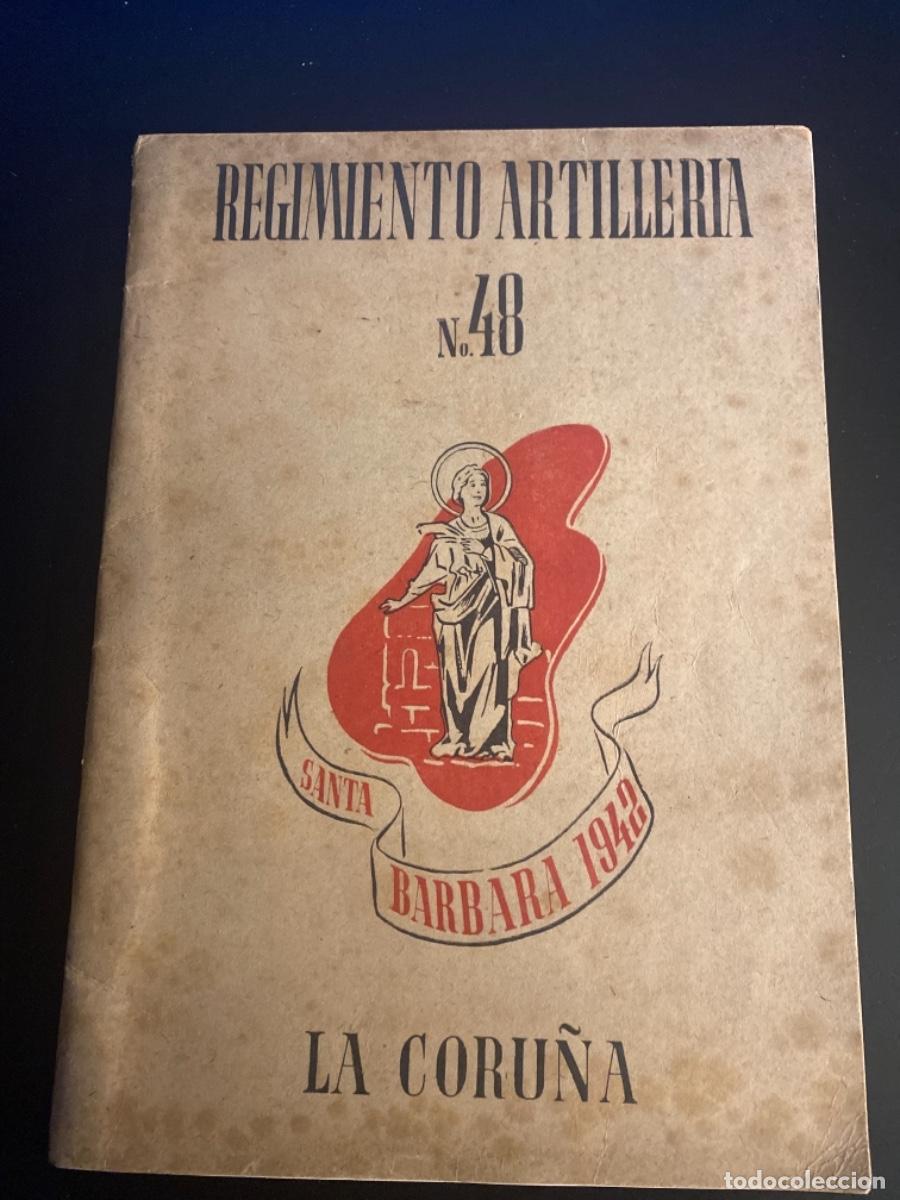 REGIMIENTO ARTILLERIA
No. 48
SANTA
BARBARA 1942
LA CORUÑA
todocoleccion